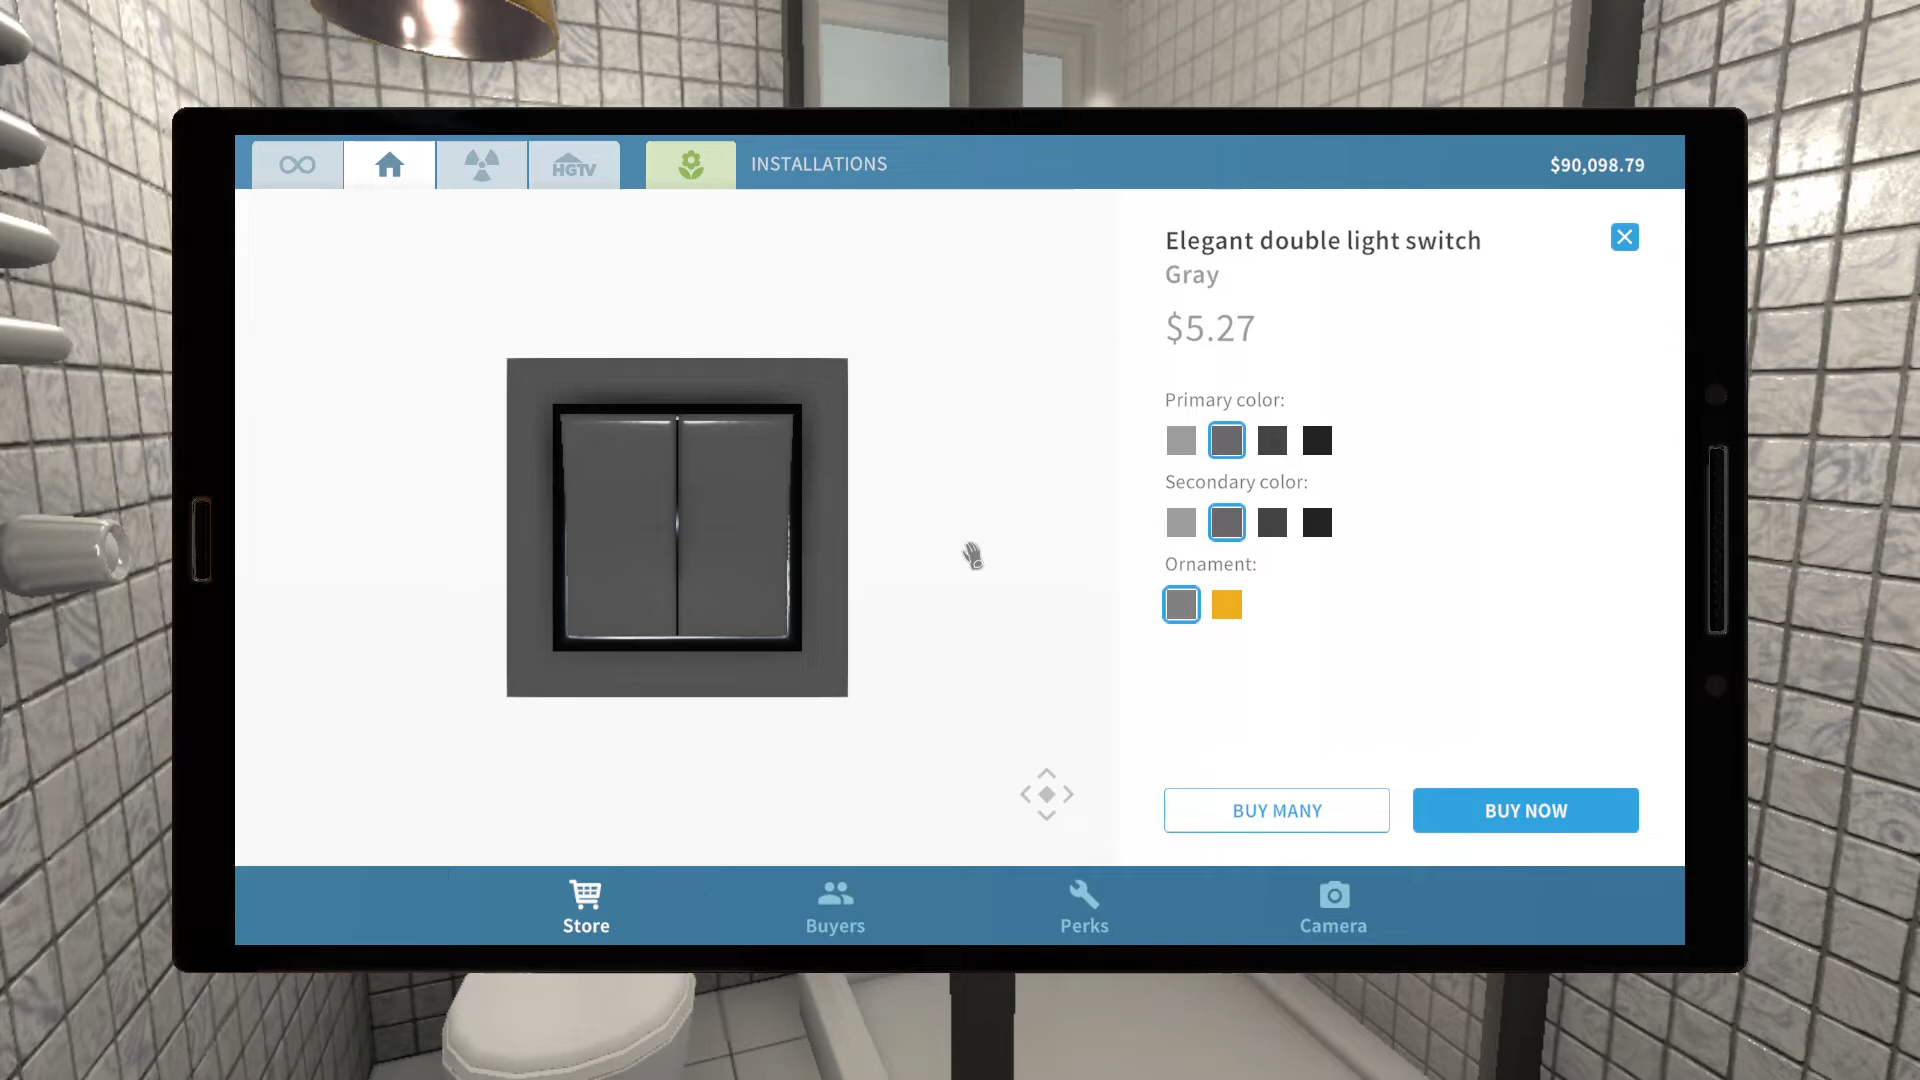 HGTV
INSTALLATIONS
$90,098.79
Elegant double light switch
Gray
$5.27
Primary color:
Secondary color:
Ornament:
BUY MANY
BUY NOW
Store
Buyers
Perks
Camera